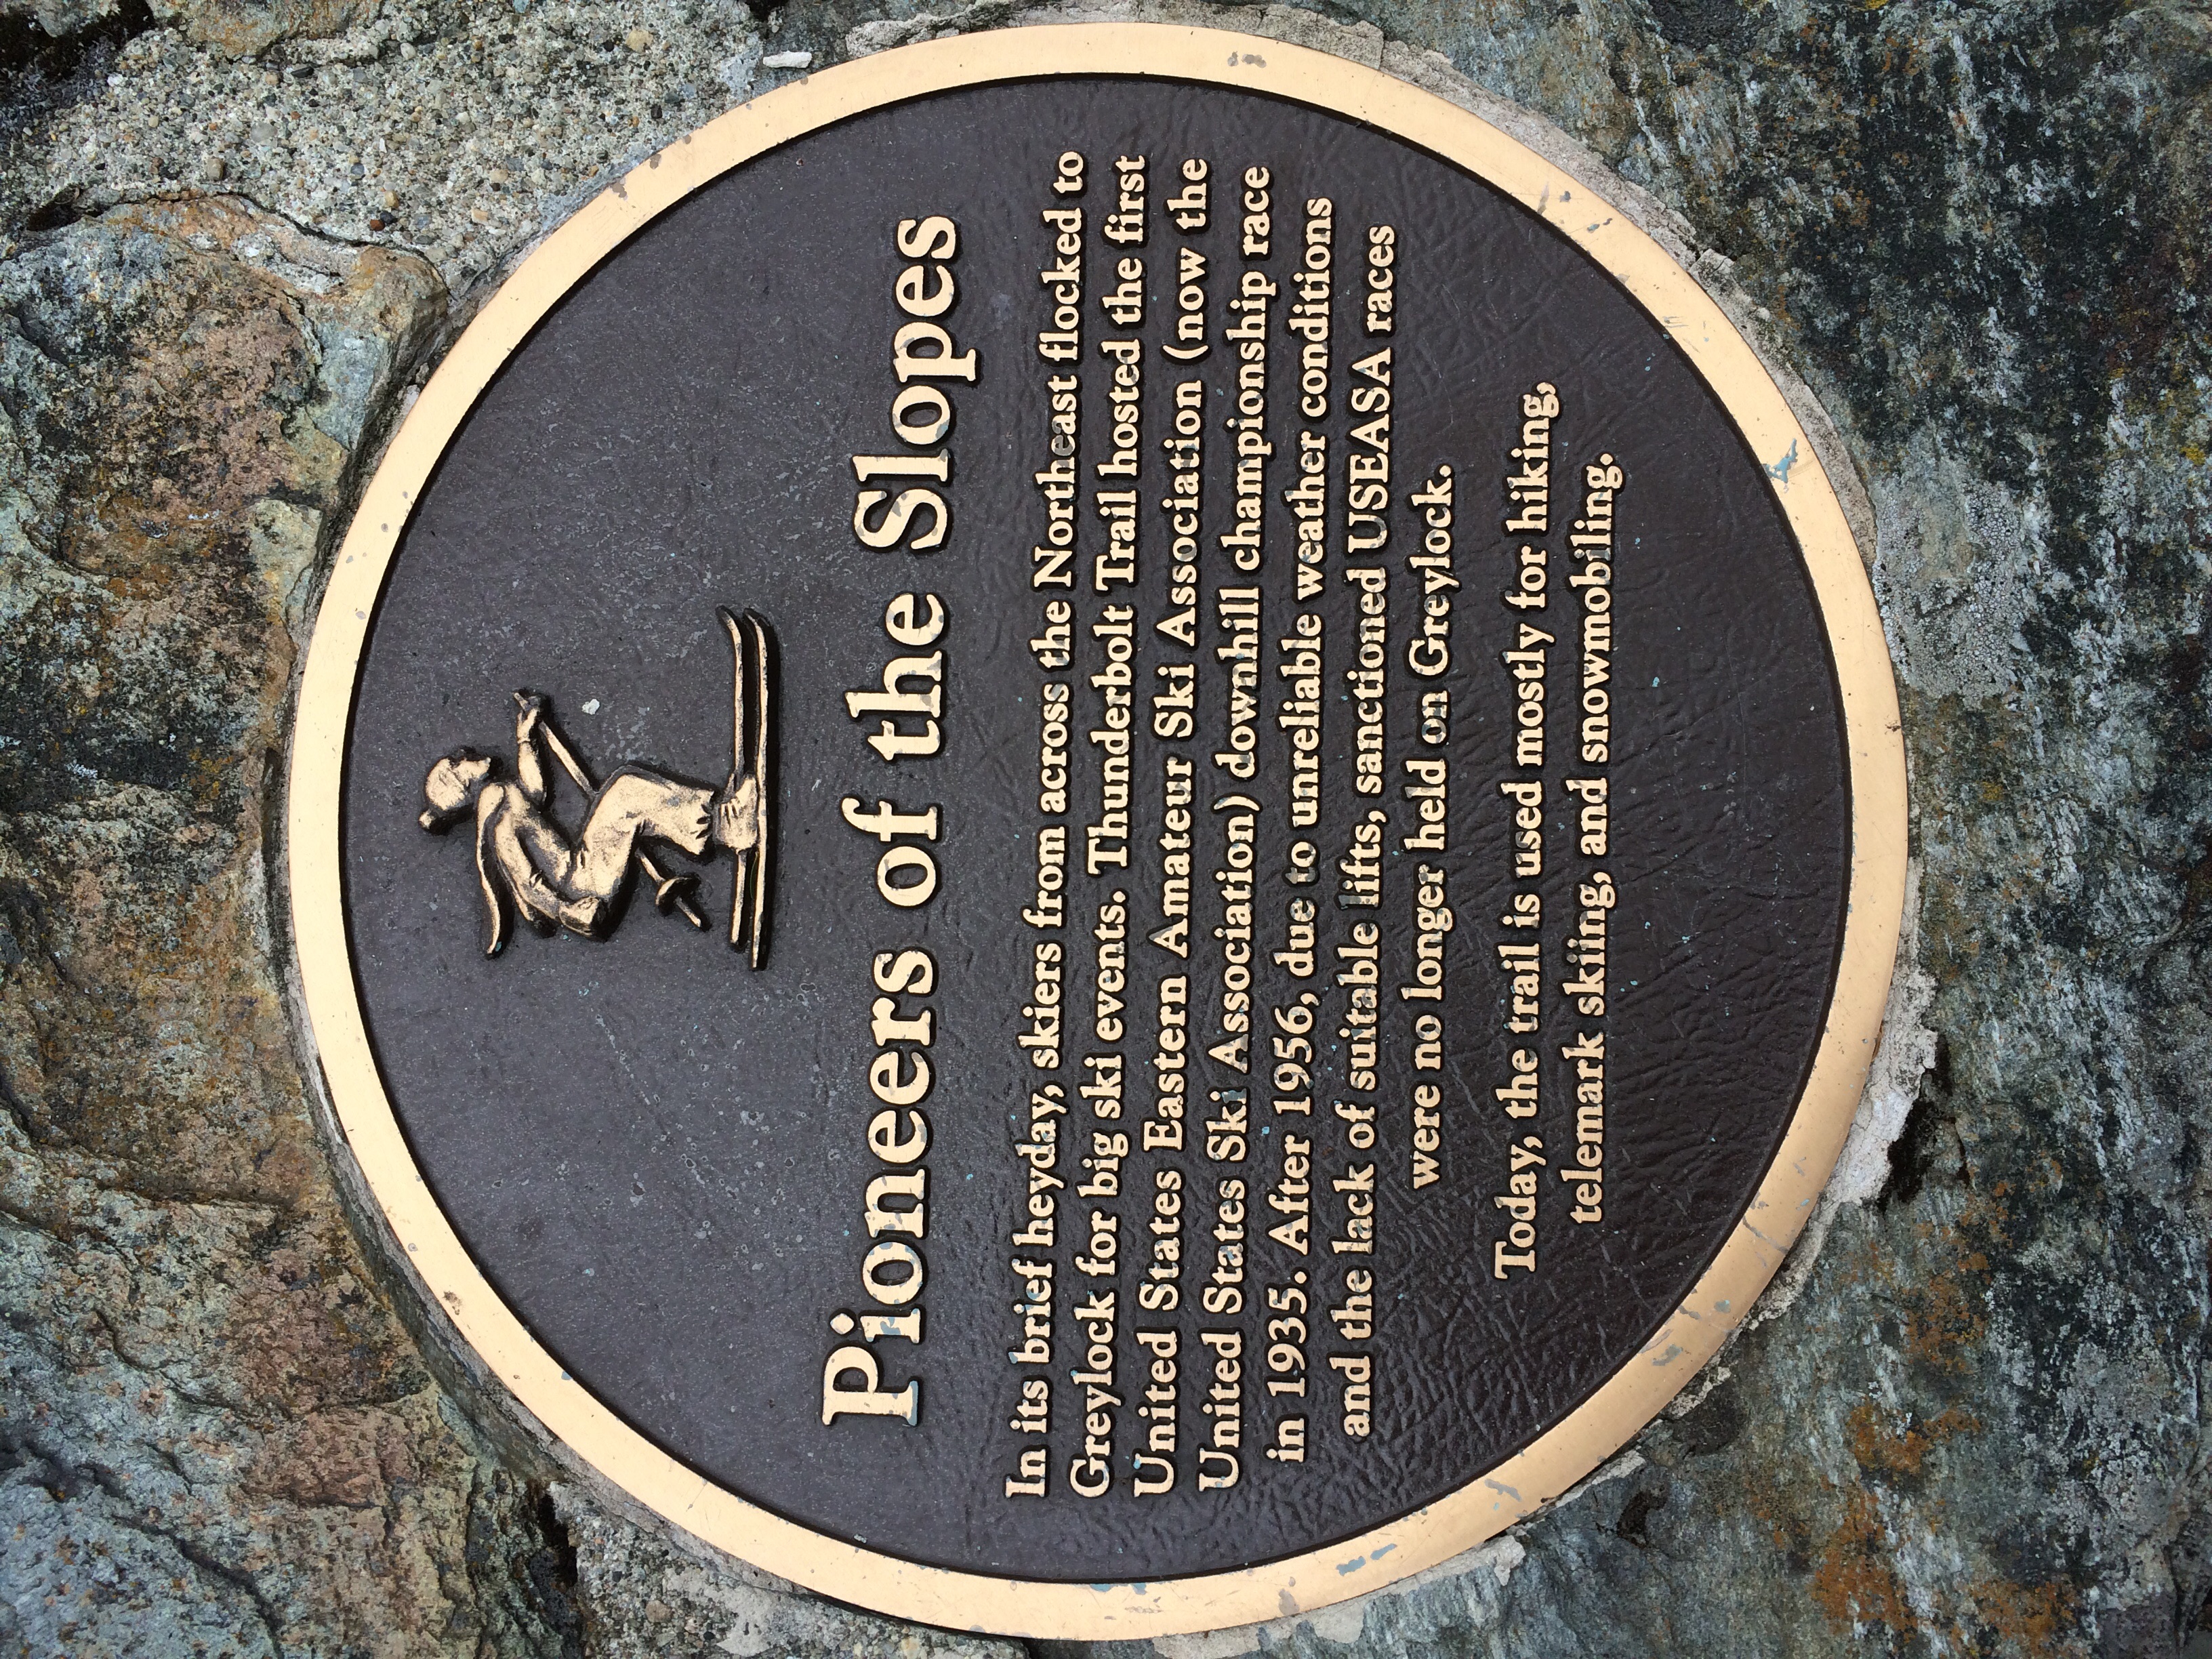 Pioneers of the Slopes
In its brief heyday, skiers from across the Northeast flocked to
Greylock for big ski events. Thunderbolt Trail hosted the first
United States Eastern Amateur Ski Association (now the
United States Ski Association) downhill championship race
in 1935. After 1956, due to unreliable weather conditions
and the lack of suitable lifts, sanctioned USEASA races
were no longer held on Greylock.
Today, the trail is used mostly for hiking,
telemark skiing, and snowmobiling.